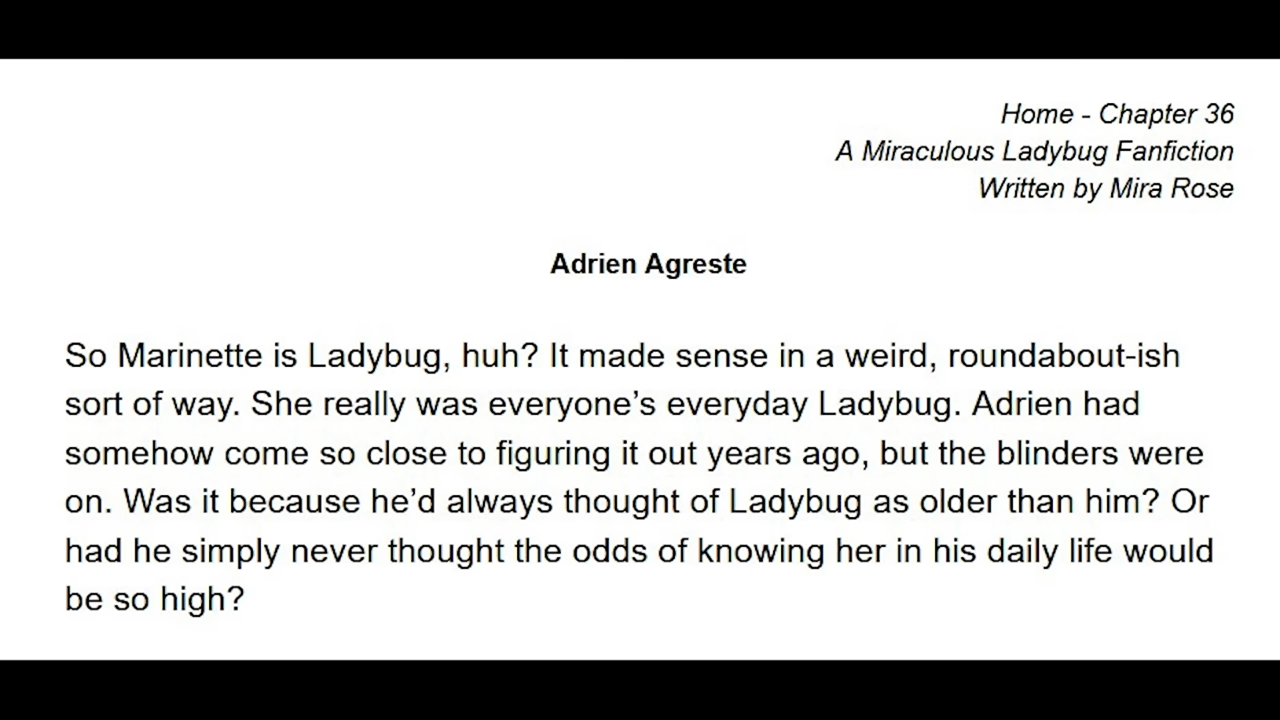 Home - Chapter 36
A Miraculous Ladybug Fanfiction
Written by Mira Rose
Adrien Agreste
So Marinette is Ladybug, huh? It made sense in a weird, roundabout-ish
sort of way. She really was everyone’s everyday Ladybug. Adrien had
somehow come so close to figuring it out years ago, but the blinders were
on. Was it because he’d always thought of Ladybug as older than him? Or
had he simply never thought the odds of knowing her in his daily life would
be so high?